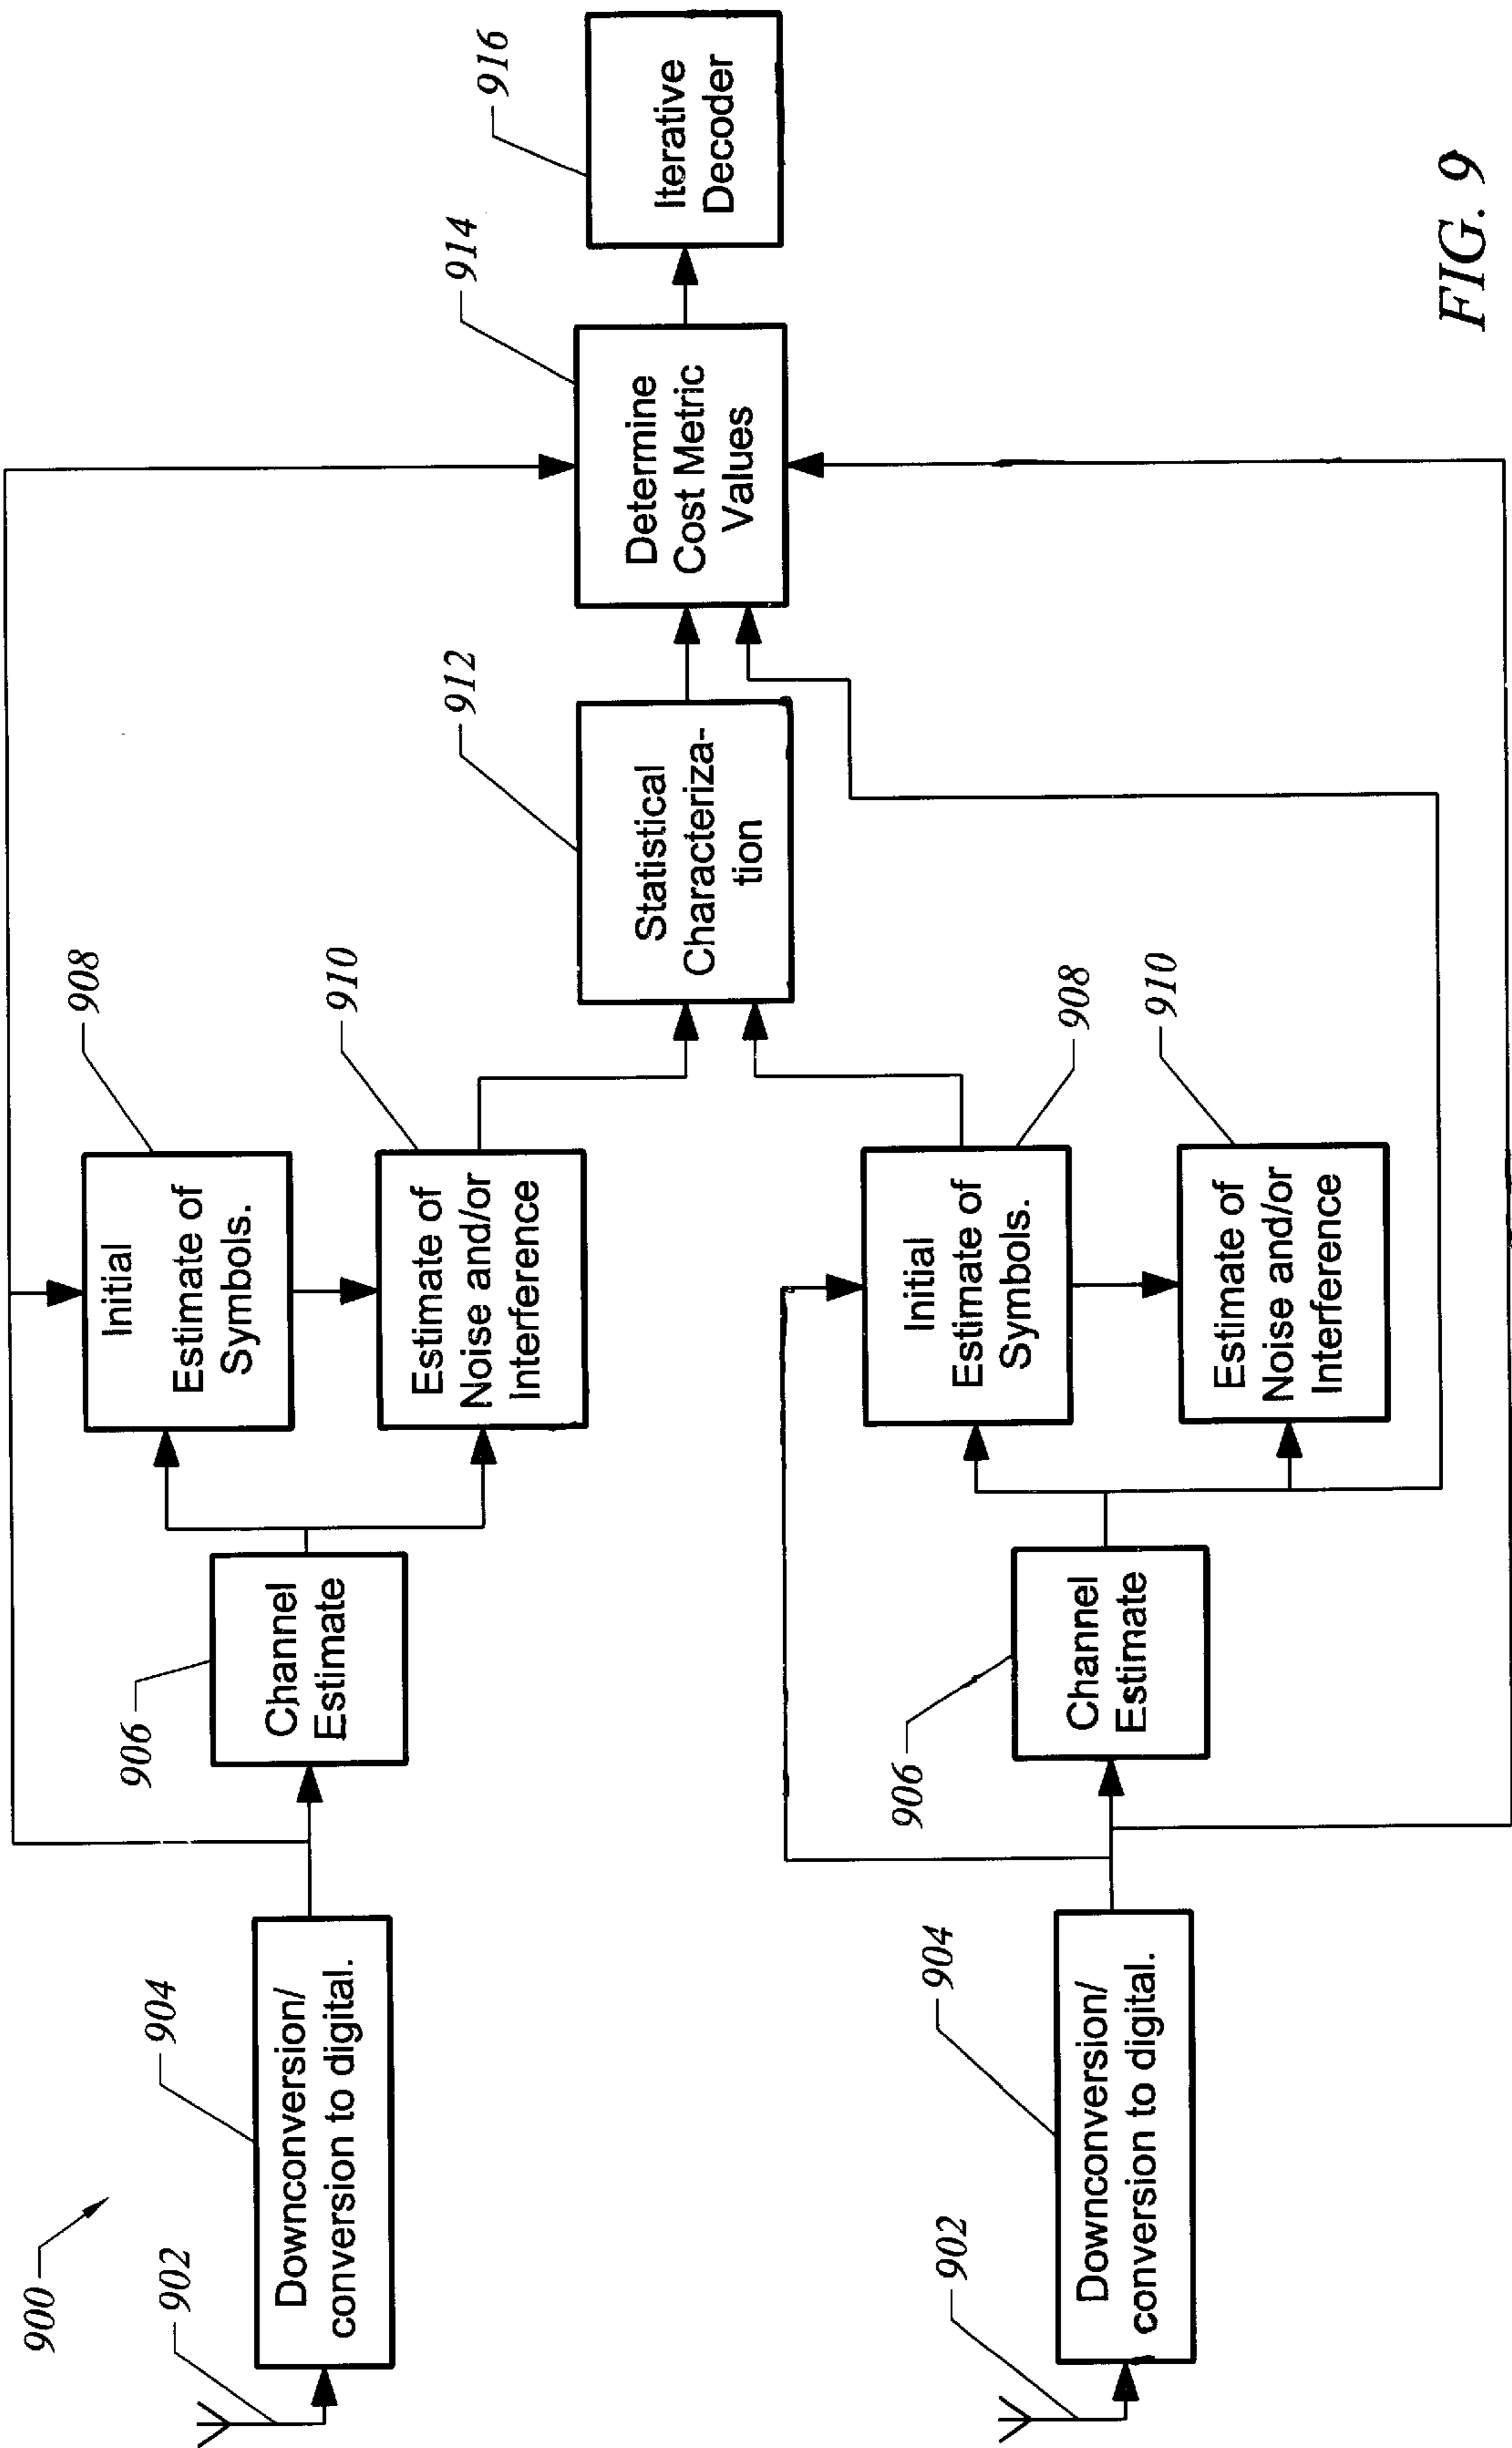 900
902
904
Downconversion/
conversion to digital.
906
Channel
Estimate
908
Initial
Estimate of
Symbols.
910
Estimate of
Noise and/or
Interference
912
Statistical
Characteriza-
tion
914
Determine
Cost Metric
Values
916
Iterative
Decoder
902
904
Downconversion/
conversion to digital.
906
Channel
Estimate
908
Initial
Estimate of
Symbols.
910
Estimate of
Noise and/or
Interference
FIG. 9